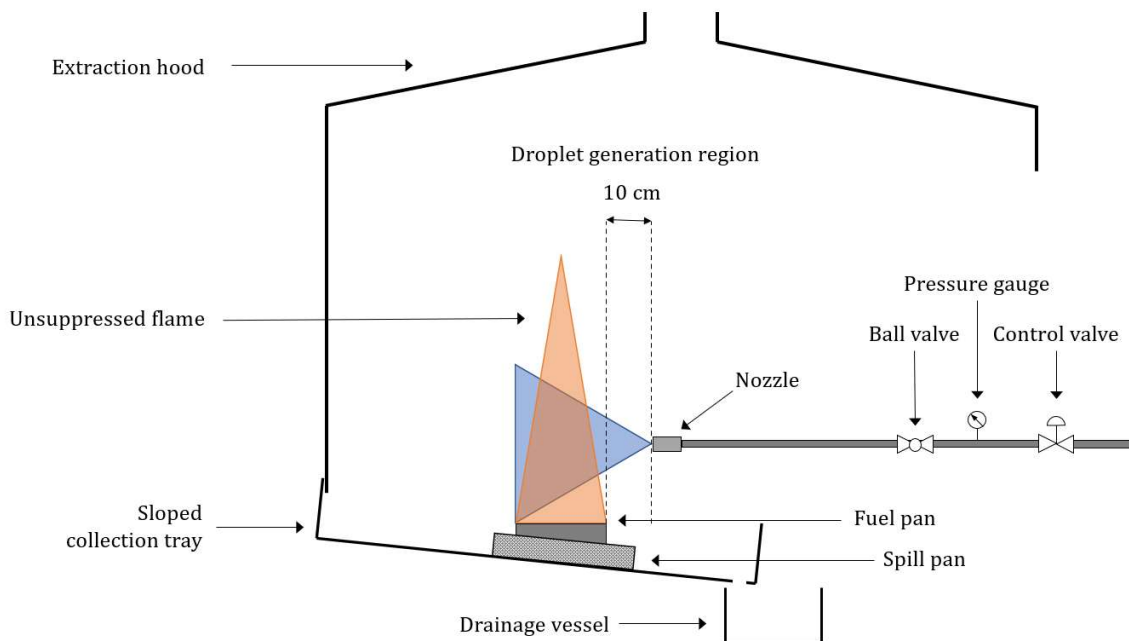 Extraction hood
Droplet generation region
10 cm
Unsuppressed flame
Pressure gauge
Ball valve
Control valve
Nozzle
Sloped
collection tray
Fuel pan
Spill pan
Drainage vessel